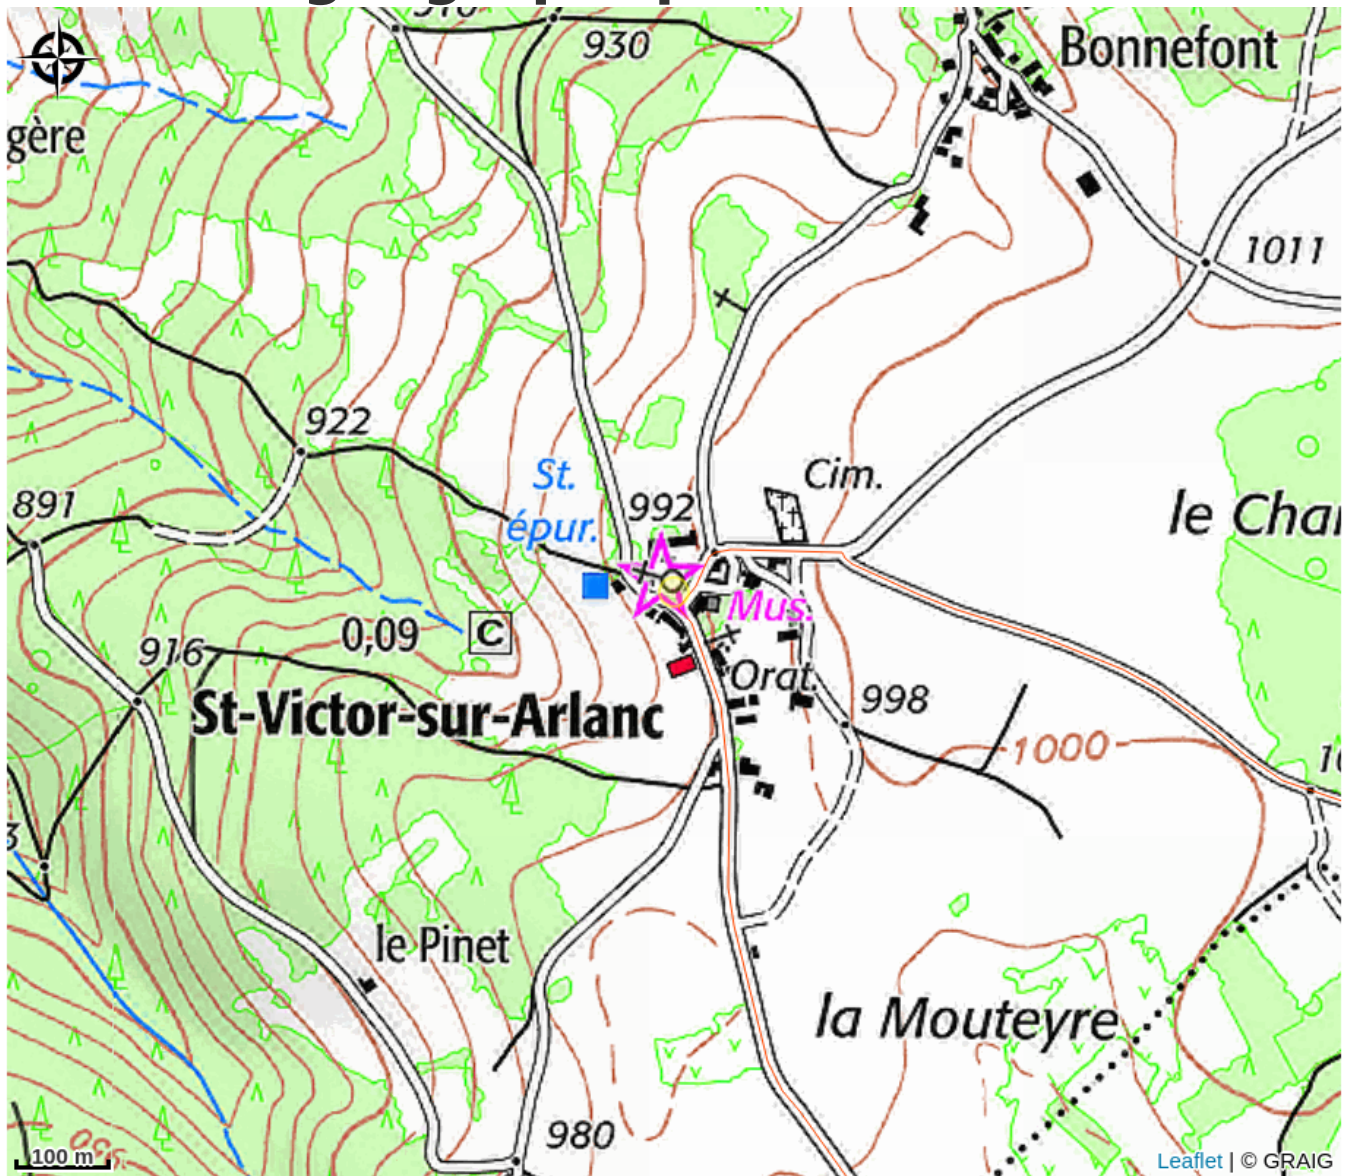 930
Bonnefont
gère
1011
922
St.
épur.
Cim.
992
891
le Cha
Mus.
0,09
C
916
Orat.
St-Victor-sur-Arlanc
998
1000
le Pinet
la Mouteyre
980
100 m
Leaflet | © GRAIG